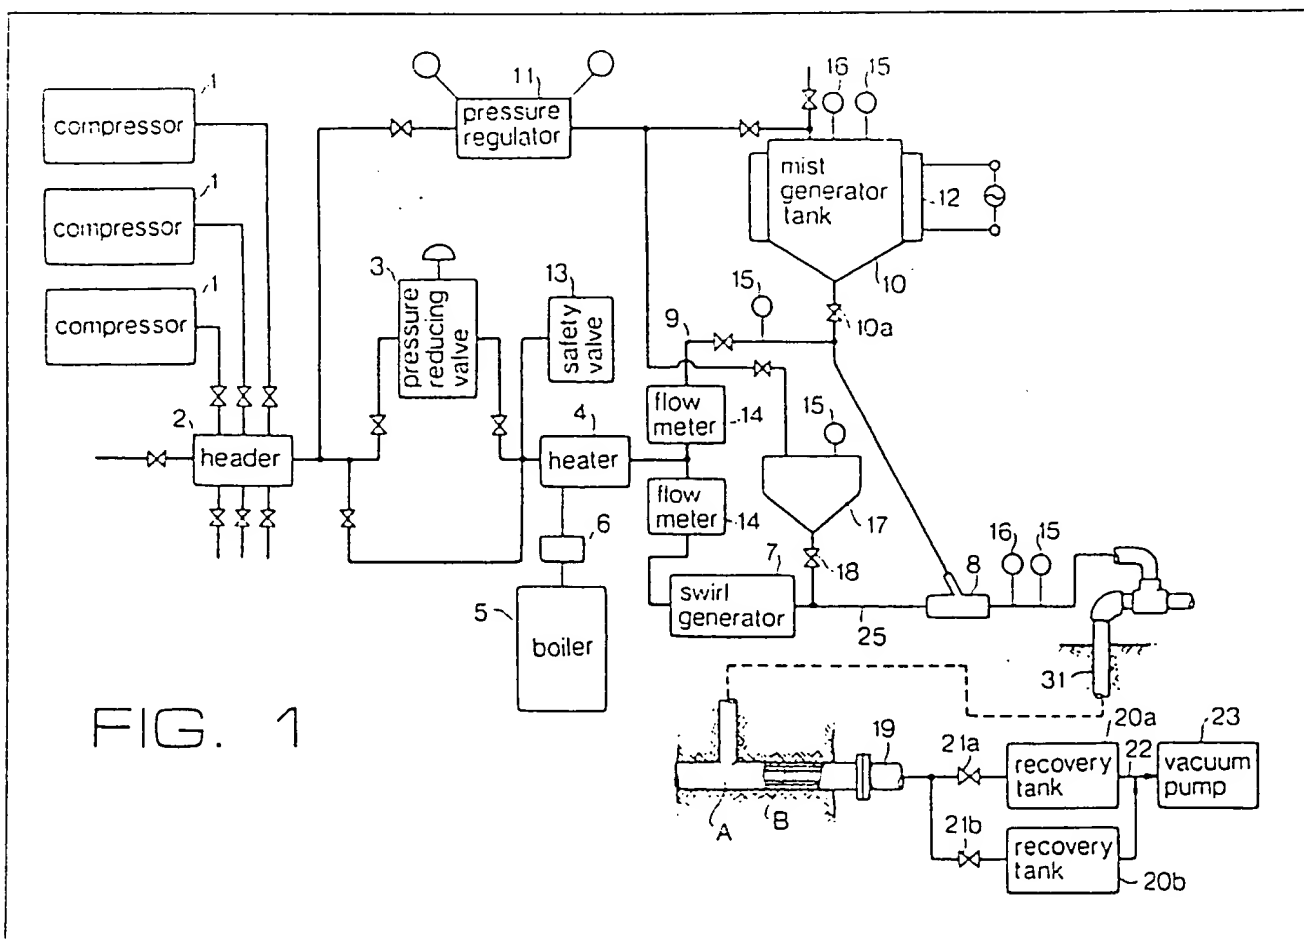 1
compressor
1
compressor
1
compressor
2
header
11
pressure
regulator
16
15
mist
generator
tank
12
10
10a
3
pressure
reducing
valve
13
safety
valve
15
9
flow
meter
14
4
heater
flow
meter
14
15
17
6
5
boiler
7
swirl
generator
18
25
8
16
15
31
FIG. 1
19
A
B
21a
20a
recovery
tank
22
23
vacuum
pump
21b
recovery
tank
20b